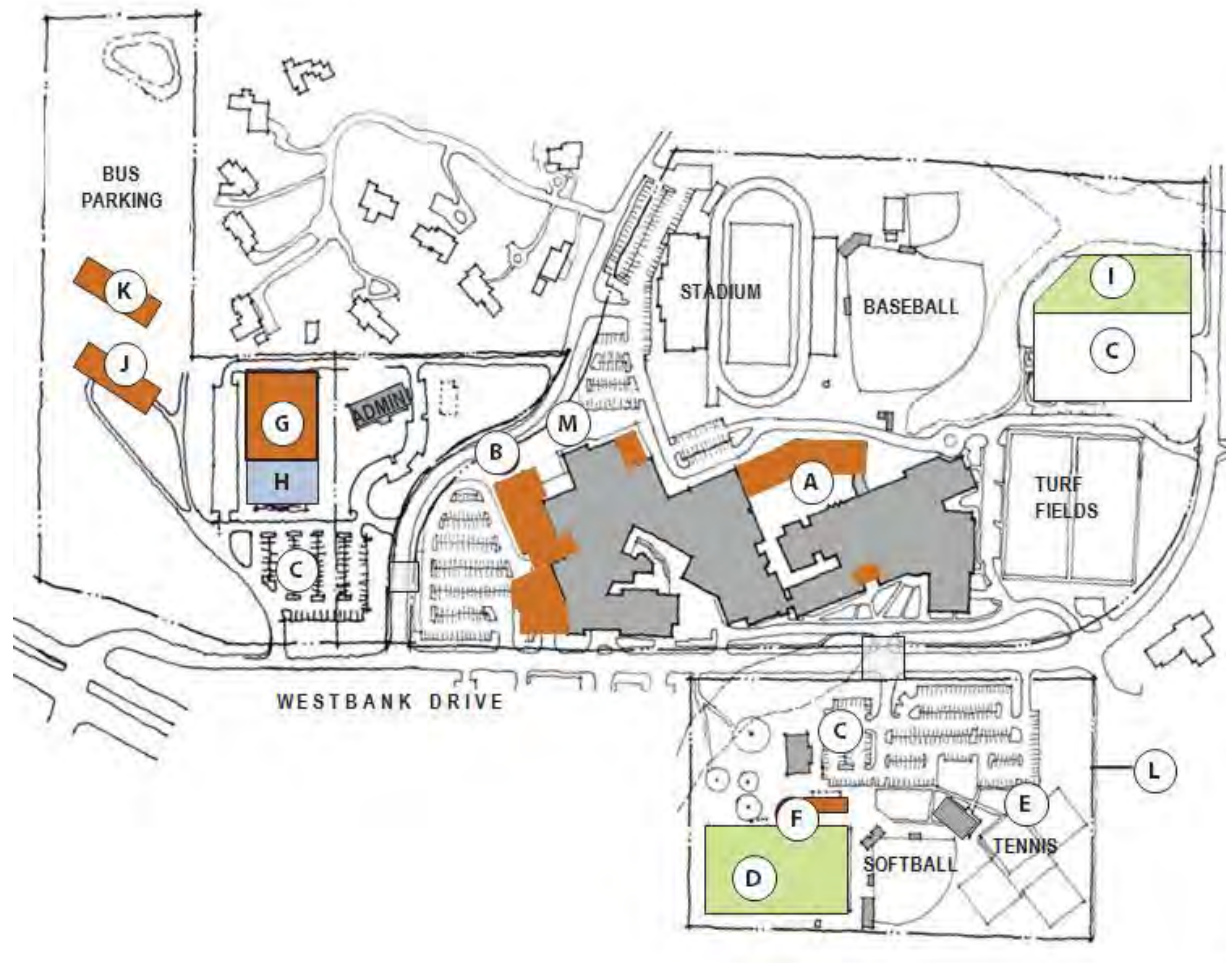 BUS
PARKING
K
J
G
H
ADMIN
C
B
M
STADIUM
BASEBALL
I
C
A
TURF
FIELDS
WESTBANK DRIVE
C
L
E
F
TENNIS
SOFTBALL
D